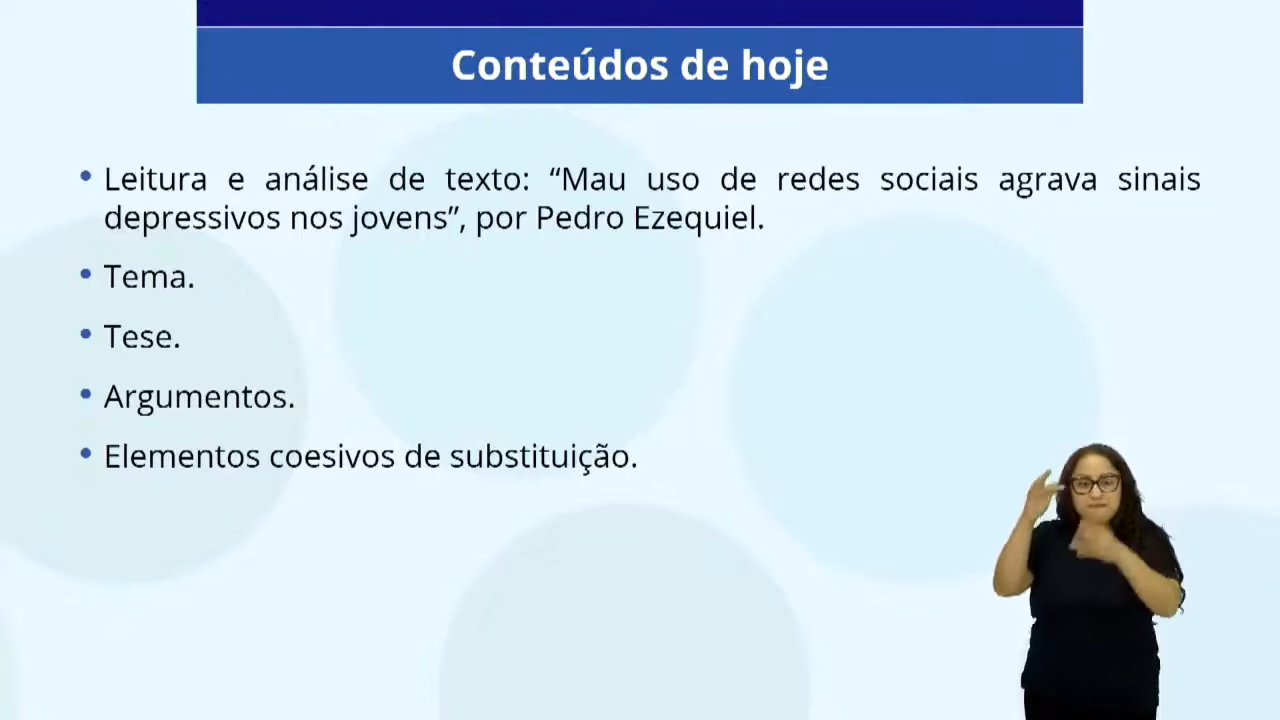 Conteúdos de hoje
• Leitura e análise de texto: “Mau uso de redes sociais agrava sinais
depressivos nos jovens”, por Pedro Ezequiel.
• Tema.
• Tese.
• Argumentos.
• Elementos coesivos de substituição.